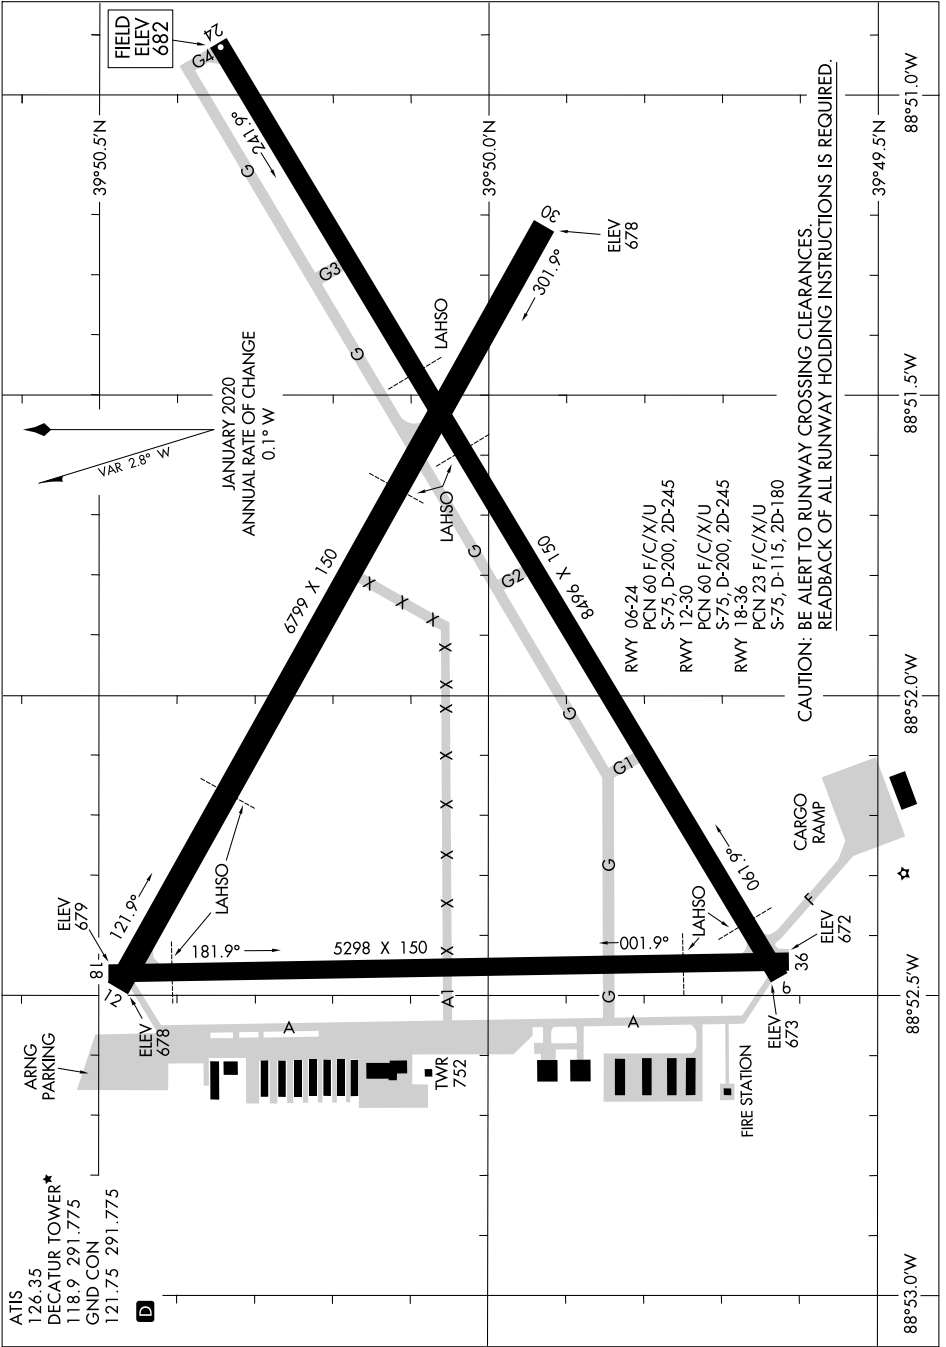 ATIS
126.35
DECATUR TOWER★
118.9 291.775
GND CON
121.75 291.775
D
ARNG
PARKING
ELEV
679
18
12
ELEV
678
121.9°
181.9°
LAHSO
5298 X 150
A
A1
TWR
752
A
FIRE STATION
G
G
001.9°
LAHSO
36
6
ELEV
673
ELEV
672
061.9°
F
CARGO
RAMP
G1
G
G2
G
X
X
X
X
X
X
X
X
X
X
X
X
6799 X 150
8496 X 150
LAHSO
LAHSO
VAR 2.8° W
JANUARY 2020
ANNUAL RATE OF CHANGE
0.1° W
G
G3
G
G4
241.9°
24
FIELD
ELEV
682
301.9°
30
ELEV
678
RWY 06-24
PCN 60 F/C/X/U
S-75, D-200, 2D-245
RWY 12-30
PCN 60 F/C/X/U
S-75, D-200, 2D-245
RWY 18-36
PCN 23 F/C/X/U
S-75, D-115, 2D-180
CAUTION: BE ALERT TO RUNWAY CROSSING CLEARANCES.
READBACK OF ALL RUNWAY HOLDING INSTRUCTIONS IS REQUIRED.
39°50.5'N
39°50.0'N
39°49.5'N
88°53.0'W
88°52.5'W
88°52.0'W
88°51.5'W
88°51.0'W